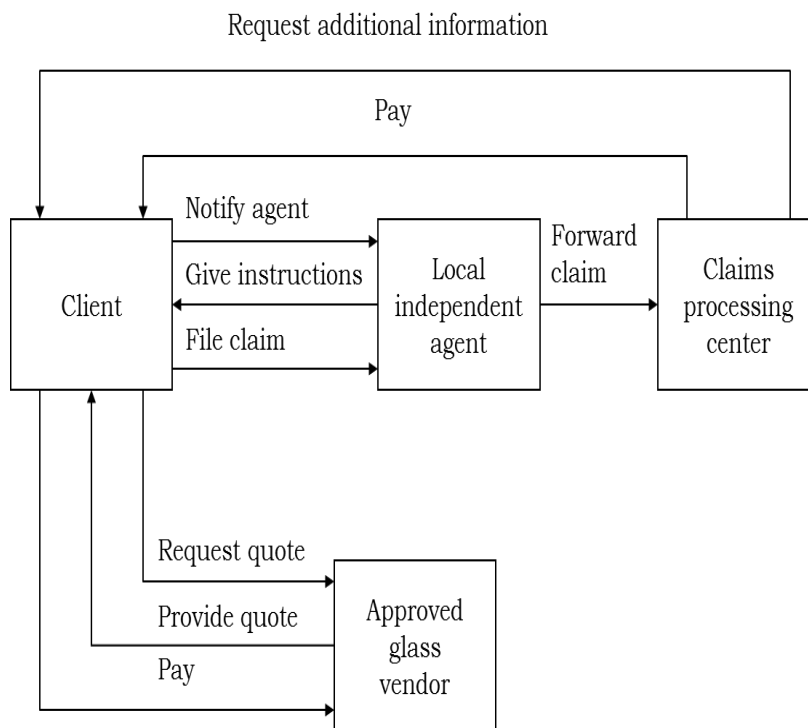 Request additional information
Pay
Notify agent
Give instructions
File claim
Client
Local
independent
agent
Forward
claim
Claims
processing
center
Request quote
Provide quote
Pay
Approved
glass
vendor